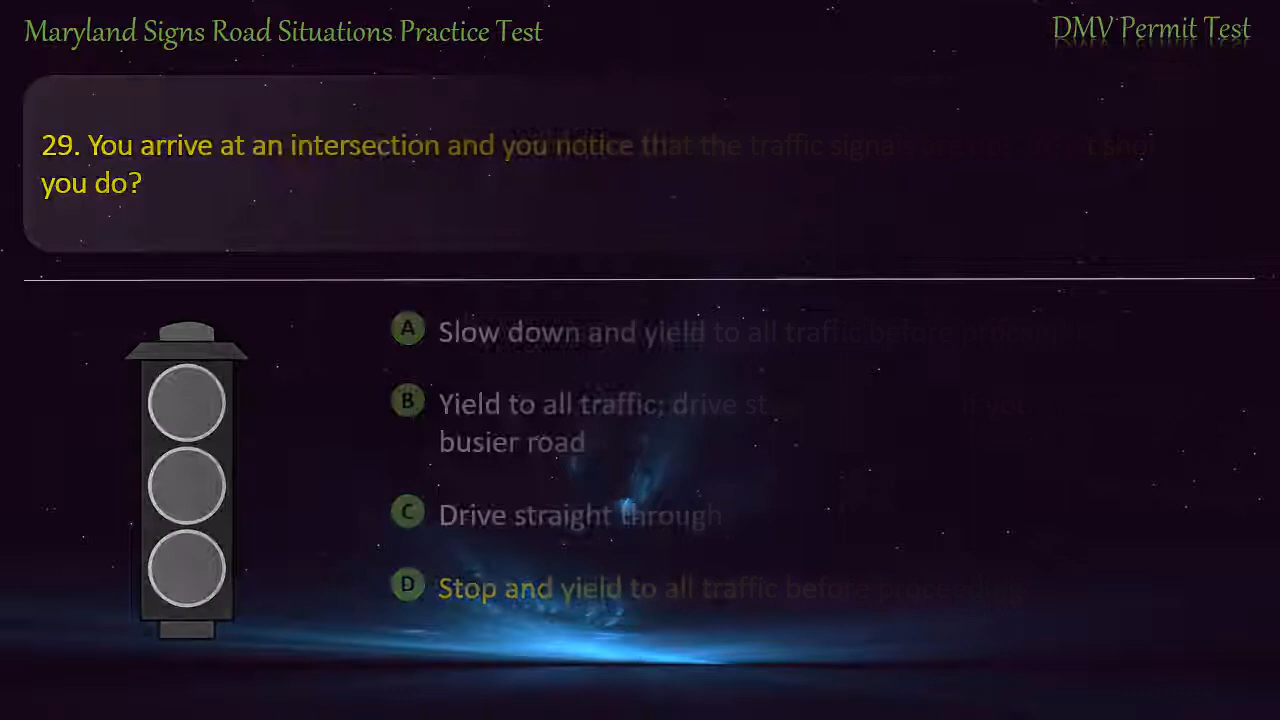 Maryland Signs Road Situations Practice Test
DMV Permit Test
29. You arrive at an intersection and you notice that the traffic signals
you do?
A Slow down and yield to all traffic before
B Yield to all traffic; drive
busier road
C Drive straight through
D Stop and yield to all traffic before proceeding